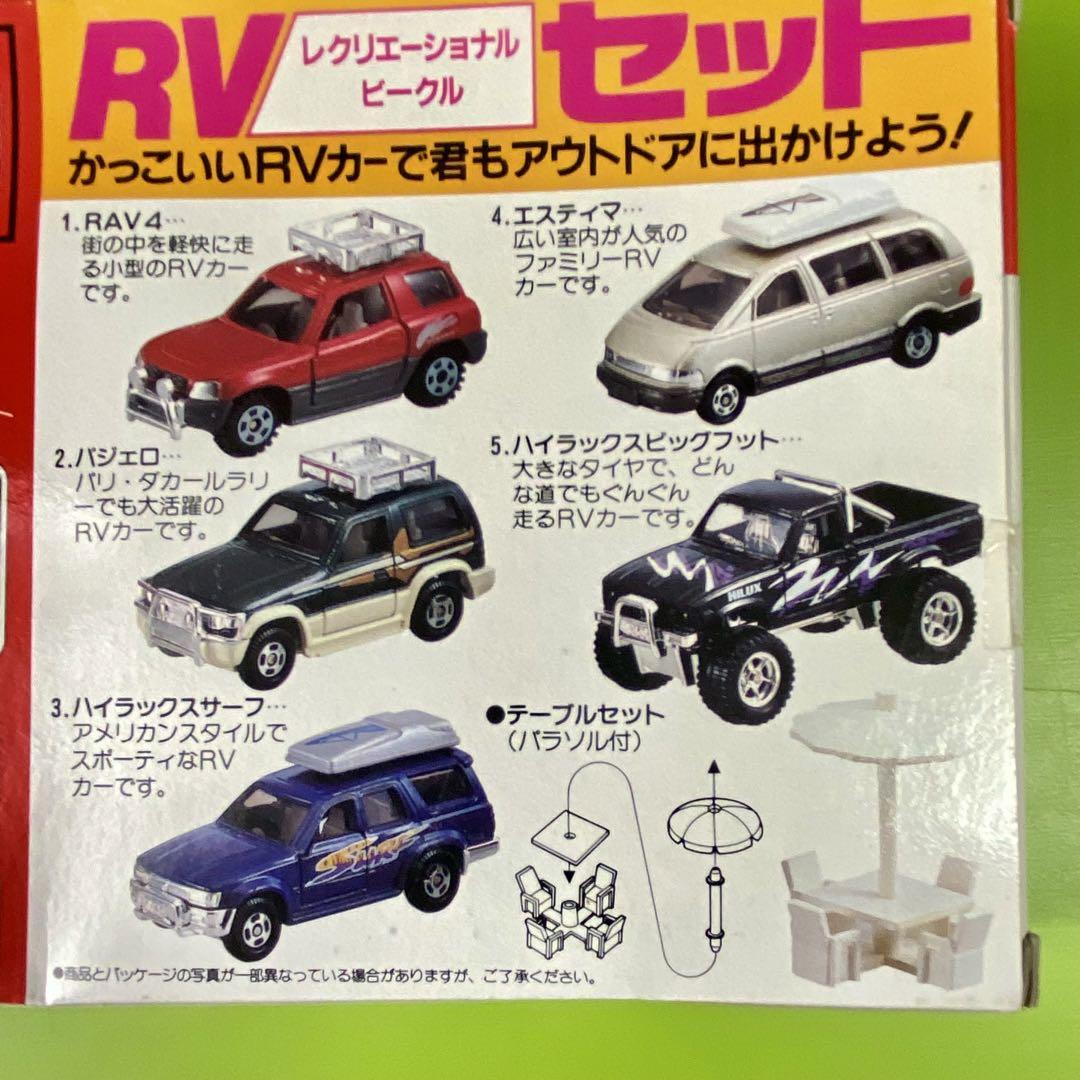 RV レクリエーショナル ビークル セット
かっこいいRVカーで君もアウトドアに出かけよう!
1.RAV4…
街の中を軽快に走
る小型のRVカー
です。
2.パジェロ…
パリ・ダカールラリ
ーでも大活躍の
RVカーです。
3.ハイラックスサーフ…
アメリカンスタイルで
スポーティなRV
カーです。
4.エスティマ…
広い室内が人気の
ファミリーRV
カーです。
5.ハイラックスビッグフット…
大きなタイヤで、どん
な道でもぐんぐん
走るRVカーです。
HILUX
●テーブルセット
(パラソル付)
●商品とパッケージの写真が一部異なっている場合がありますが、ご了承ください。